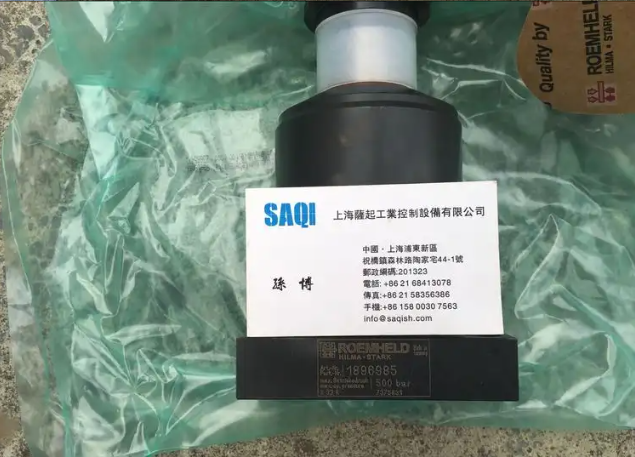 Quality by
ROEMHELD
HILMA • STARK
SAQI 上海薩起工業控制設備有限公司
中國・上海浦東新區
祝橋鎮森林路陶家宅44-1號
郵政編碼:201323
孫 博
電話: +86 21 68413078
傳真:+86 21 58356386
手機:+86 158 0030 7563
info@saqish.com
ROEMHELD
HILMA • STARK
1896985
500 bar